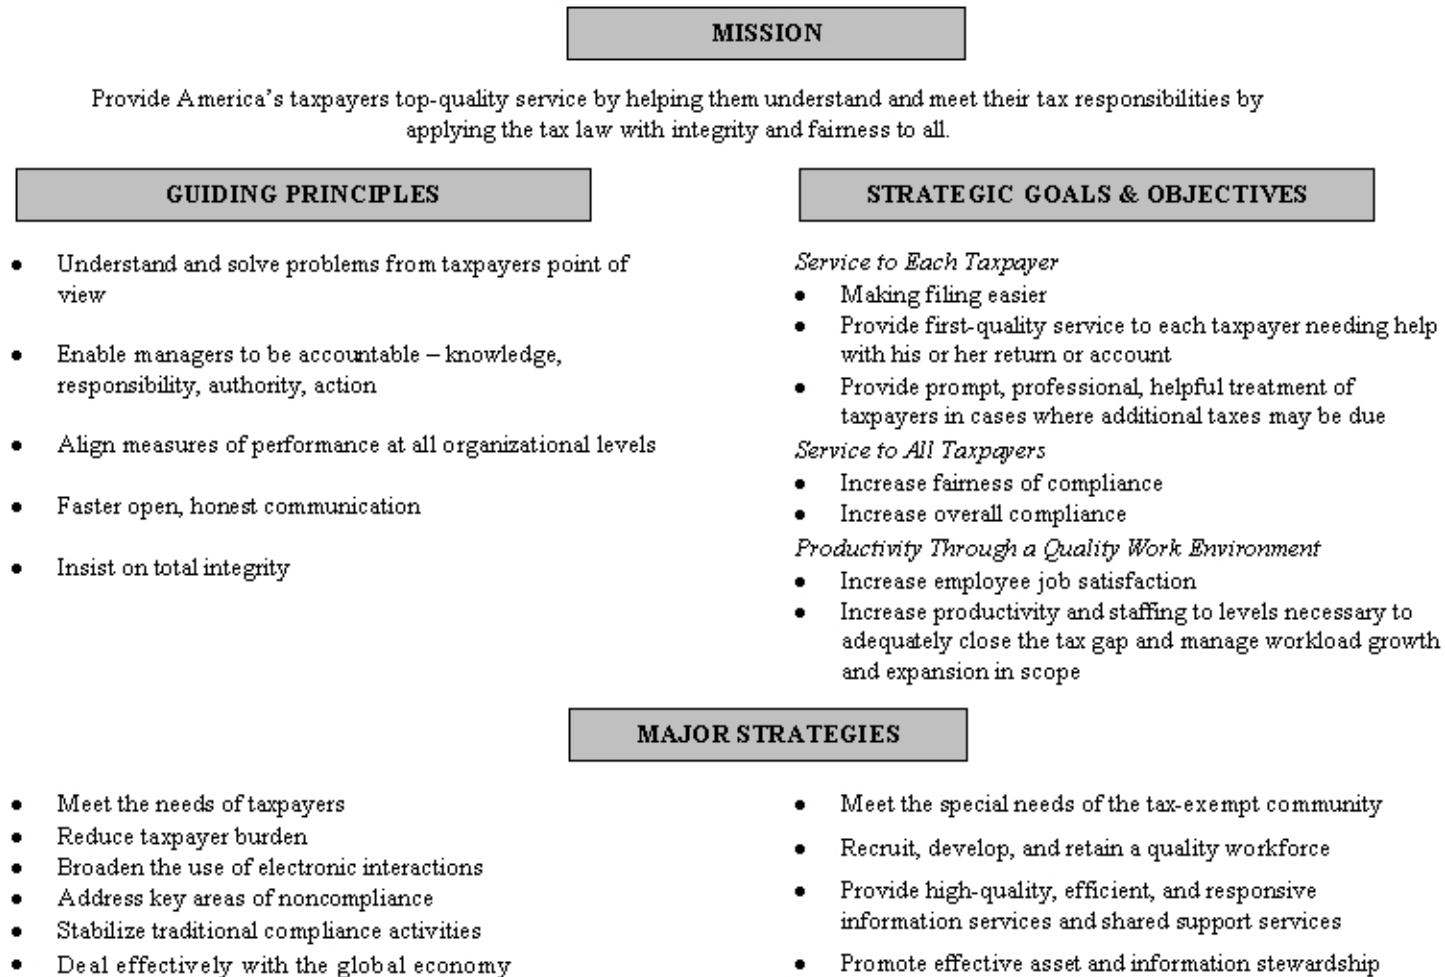 MISSION
Provide America's taxpayers top-quality service by helping them understand and meet their tax responsibilities by
applying the tax law with integrity and fairness to all.
GUIDING PRINCIPLES
● Understand and solve problems from taxpayers point of
view
● Enable managers to be accountable – knowledge,
responsibility, authority, action
● Align measures of performance at all organizational levels
● Faster open, honest communication
● Insist on total integrity
STRATEGIC GOALS & OBJECTIVES
Service to Each Taxpayer
● Making filing easier
● Provide first-quality service to each taxpayer needing help
with his or her return or account
● Provide prompt, professional, helpful treatment of
taxpayers in cases where additional taxes may be due
Service to All Taxpayers
● Increase fairness of compliance
● Increase overall compliance
Productivity Through a Quality Work Environment
● Increase employee job satisfaction
● Increase productivity and staffing to levels necessary to
adequately close the tax gap and manage workload growth
and expansion in scope
MAJOR STRATEGIES
● Meet the needs of taxpayers
● Reduce taxpayer burden
● Broaden the use of electronic interactions
● Address key areas of noncompliance
● Stabilize traditional compliance activities
● Deal effectively with the global economy
● Meet the special needs of the tax-exempt community
● Recruit, develop, and retain a quality workforce
● Provide high-quality, efficient, and responsive
information services and shared support services
● Promote effective asset and information stewardship